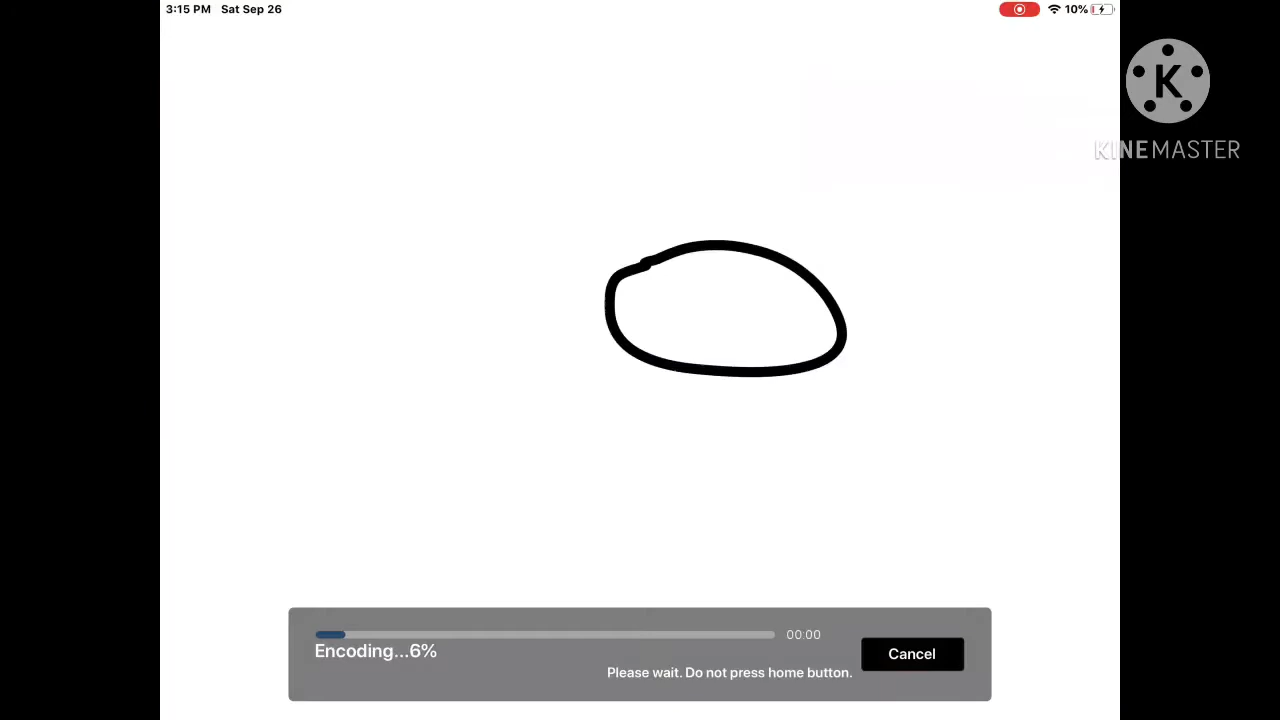 3:15 PM Sat Sep 26
10%
K
KINEMASTER
00:00
Encoding...6%
Cancel
Please wait. Do not press home button.